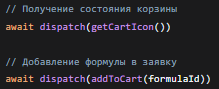 // Получение состояния корзины
await dispatch(getCartIcon())
// Добавление формулы в заявку
await dispatch(addToCart(formulaId))